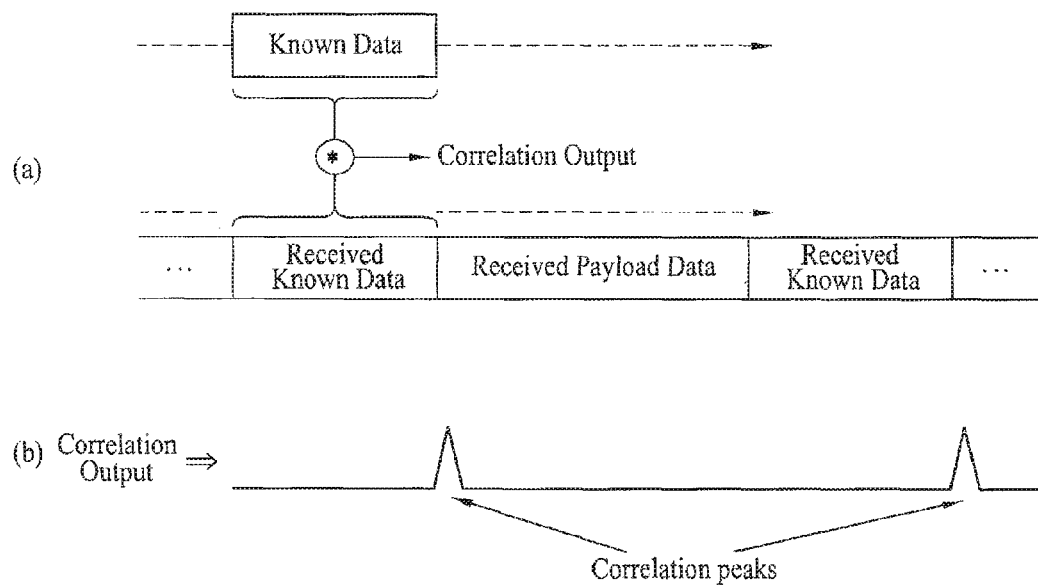 Known Data
(a)
*
Correlation Output
...
Received
Known Data
Received Payload Data
Received
Known Data
...
(b)
Correlation
Output
⇒
Correlation peaks